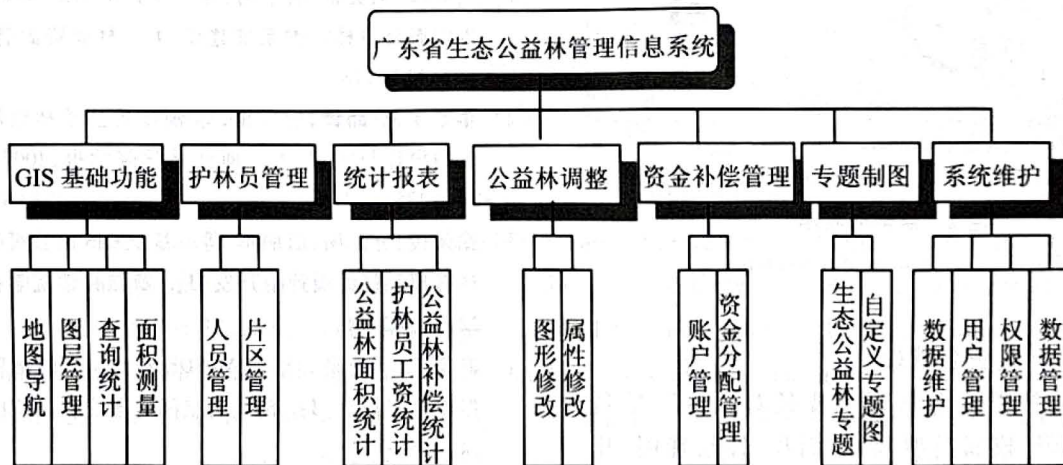 广东省生态公益林管理信息系统
GIS 基础功能
护林员管理
统计报表
公益林调整
资金补偿管理
专题制图
系统维护
地图导航
图层管理
查询统计
面积测量
人员管理
片区管理
公益林面积统计
护林员工资统计
公益林补偿统计
图形修改
属性修改
账户管理
资金分配管理
生态公益林专题
自定义专题图
数据维护
用户管理
权限管理
数据管理